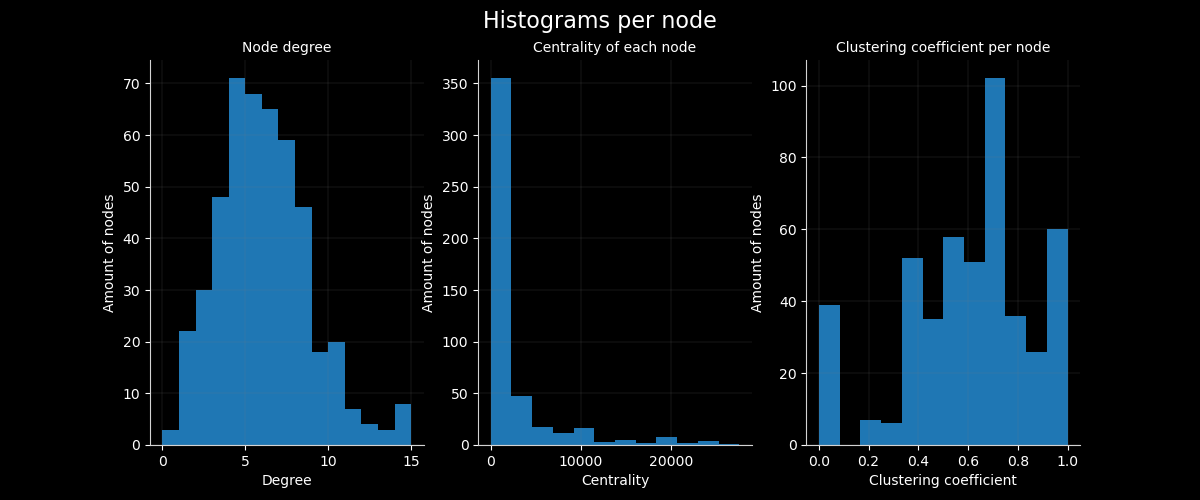 Histograms per node
Node degree
Centrality of each node
Clustering coefficient per node
Amount of nodes
70
60
50
40
30
20
10
0
0 5 10 15
Degree
Amount of nodes
350
300
250
200
150
100
50
0
0 10000 20000
Centrality
Amount of nodes
100
80
60
40
20
0
0.0 0.2 0.4 0.6 0.8 1.0
Clustering coefficient